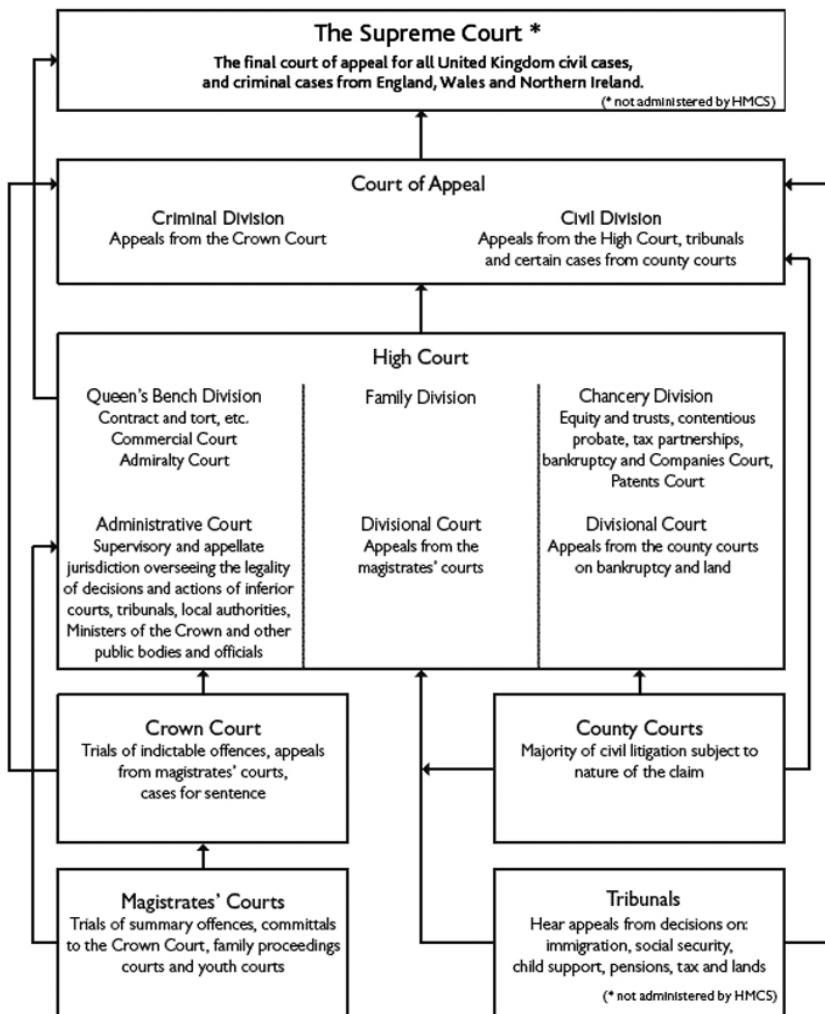 The Supreme Court *
The final court of appeal for all United Kingdom civil cases,
and criminal cases from England, Wales and Northern Ireland.
(* not administered by HMCS)
Court of Appeal
Criminal Division
Appeals from the Crown Court
Civil Division
Appeals from the High Court, tribunals
and certain cases from county courts
High Court
Queen's Bench Division
Contract and tort, etc.
Commercial Court
Admiralty Court
Administrative Court
Supervisory and appellate
jurisdiction overseeing the legality
of decisions and actions of inferior
courts, tribunals, local authorities,
Ministers of the Crown and other
public bodies and officials
Family Division
Divisional Court
Appeals from the
magistrates' courts
Chancery Division
Equity and trusts, contentious
probate, tax partnerships,
bankruptcy and Companies Court,
Patents Court
Divisional Court
Appeals from the county courts
on bankruptcy and land
Crown Court
Trials of indictable offences, appeals
from magistrates' courts,
cases for sentence
County Courts
Majority of civil litigation subject to
nature of the claim
Magistrates' Courts
Trials of summary offences, committals
to the Crown Court, family proceedings
courts and youth courts
Tribunals
Hear appeals from decisions on:
immigration, social security,
child support, pensions, tax and lands
(* not administered by HMCS)